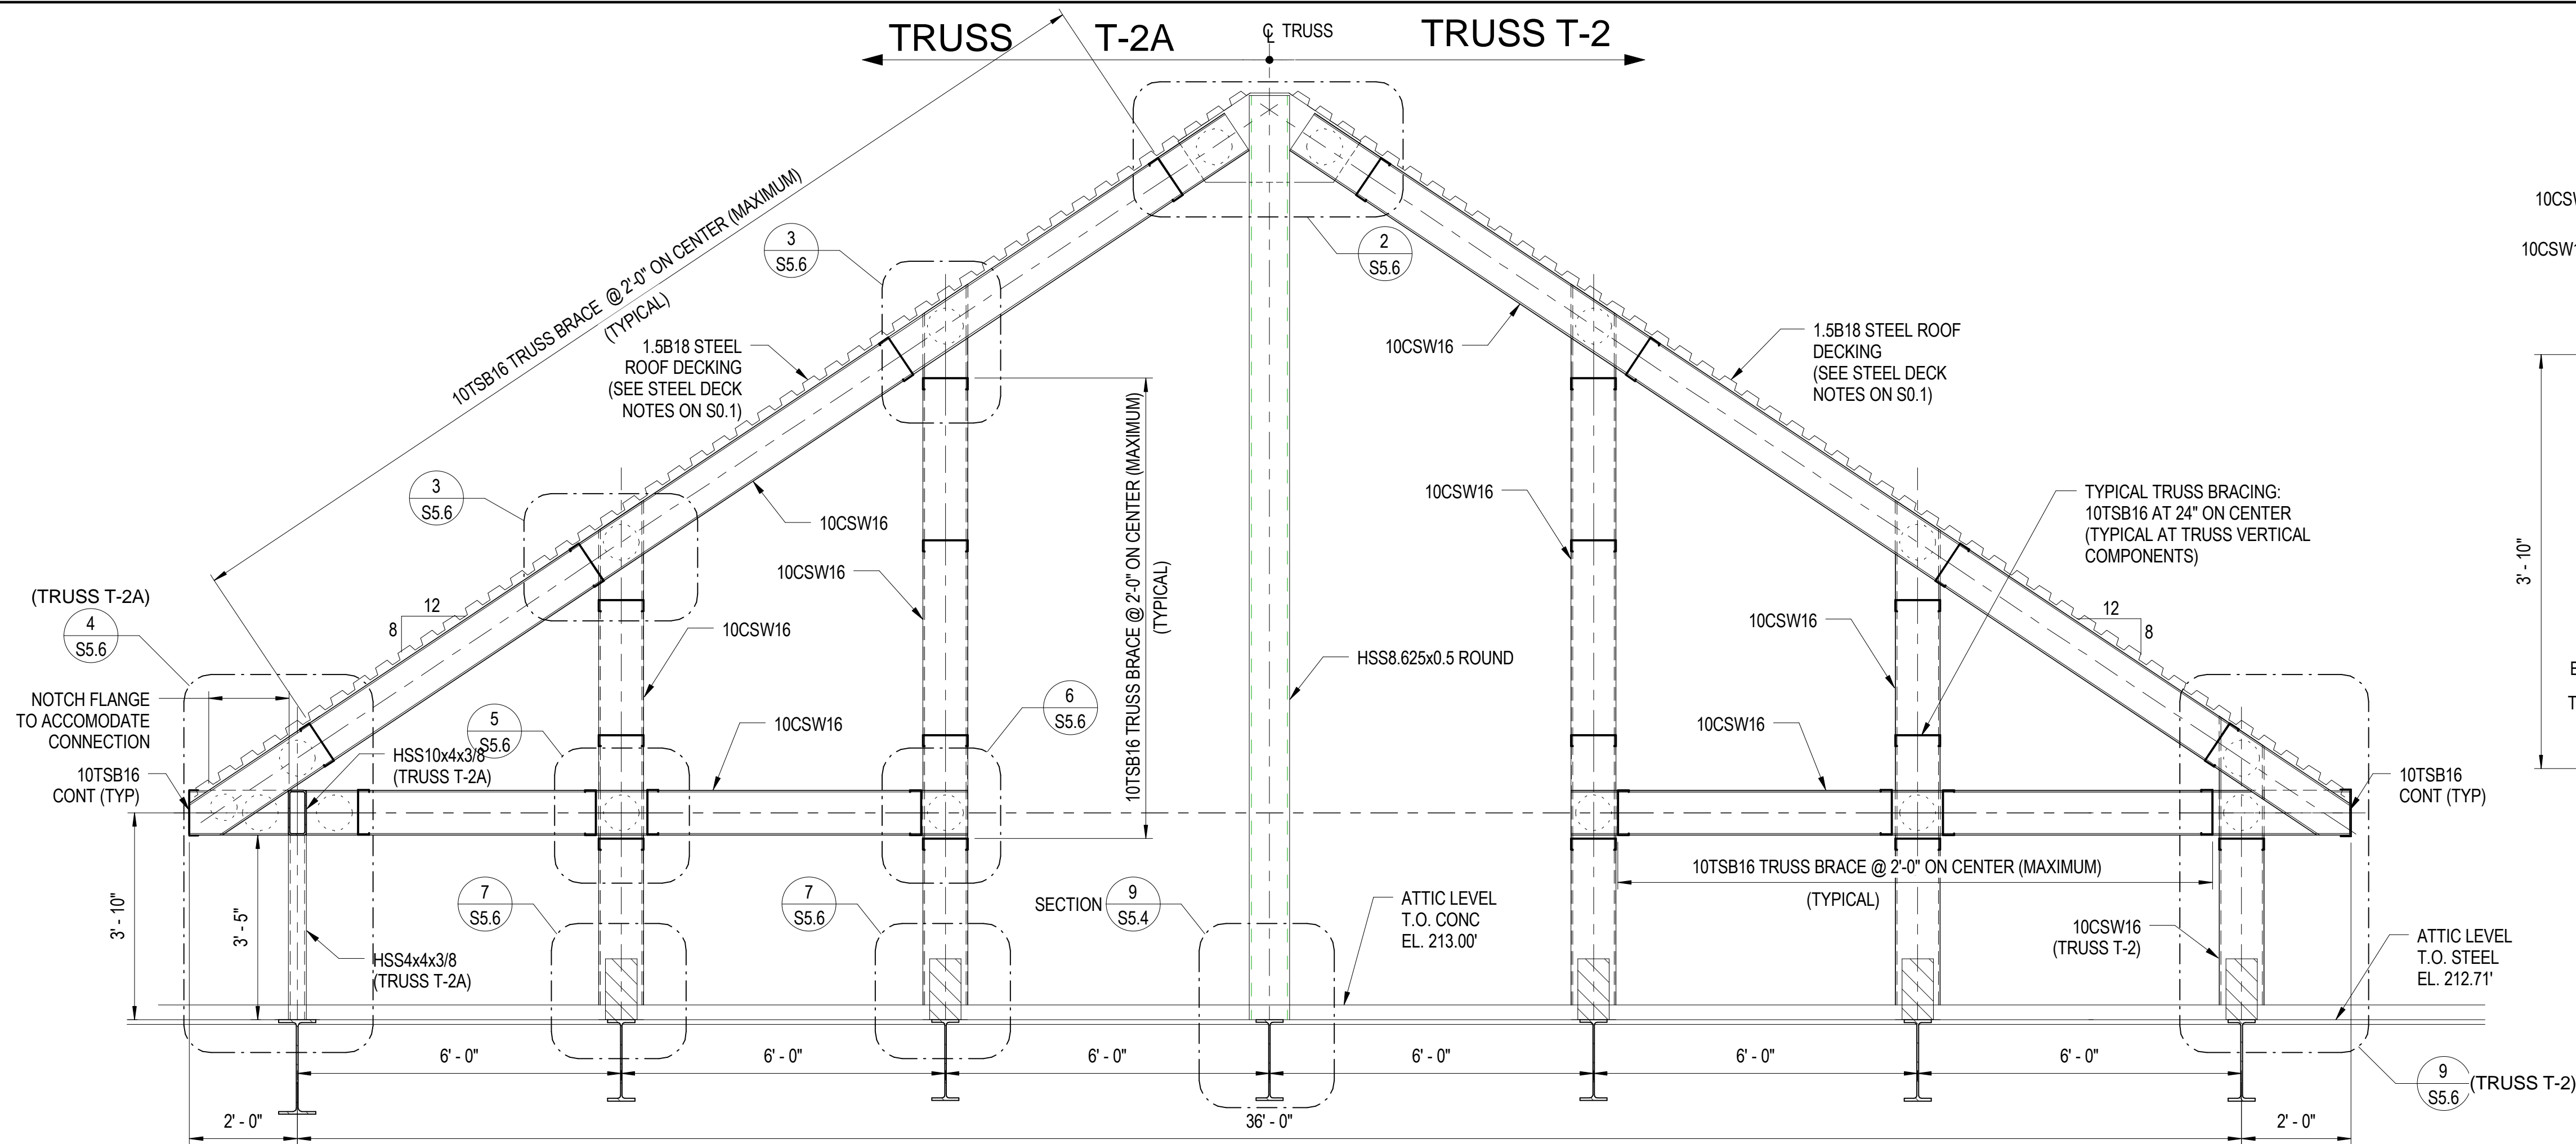 TRUSS T-2A
℄ TRUSS
TRUSS T-2
10TSB16 TRUSS BRACE @ 2'-0" ON CENTER (MAXIMUM)
(TYPICAL)
3
S5.6
2
S5.6
1.5B18 STEEL
ROOF DECKING
(SEE STEEL DECK
NOTES ON S0.1)
10CSW16
1.5B18 STEEL ROOF
DECKING
(SEE STEEL DECK
NOTES ON S0.1)
3
S5.6
10CSW16
10CSW16
10TSB16 TRUSS BRACE @ 2'-0" ON CENTER (MAXIMUM)
(TYPICAL)
10CSW16
TYPICAL TRUSS BRACING:
10TSB16 AT 24" ON CENTER
(TYPICAL AT TRUSS VERTICAL
COMPONENTS)
3' - 10"
(TRUSS T-2A)
4
S5.6
12
8
10CSW16
10CSW16
12
8
HSS8.625x0.5 ROUND
NOTCH FLANGE
TO ACCOMODATE
CONNECTION
5
S5.6
10CSW16
6
S5.6
10CSW16
HSS10x4x3/8
(TRUSS T-2A)
10TSB16
CONT (TYP)
10TSB16
CONT (TYP)
10TSB16 TRUSS BRACE @ 2'-0" ON CENTER (MAXIMUM)
(TYPICAL)
3' - 10"
3' - 5"
7
S5.6
7
S5.6
SECTION
9
S5.4
ATTIC LEVEL
T.O. CONC
EL. 213.00'
10CSW16
(TRUSS T-2)
ATTIC LEVEL
T.O. STEEL
EL. 212.71'
HSS4x4x3/8
(TRUSS T-2A)
6' - 0"
6' - 0"
6' - 0"
6' - 0"
6' - 0"
6' - 0"
9
S5.6
(TRUSS T-2)
2' - 0"
36' - 0"
2' - 0"